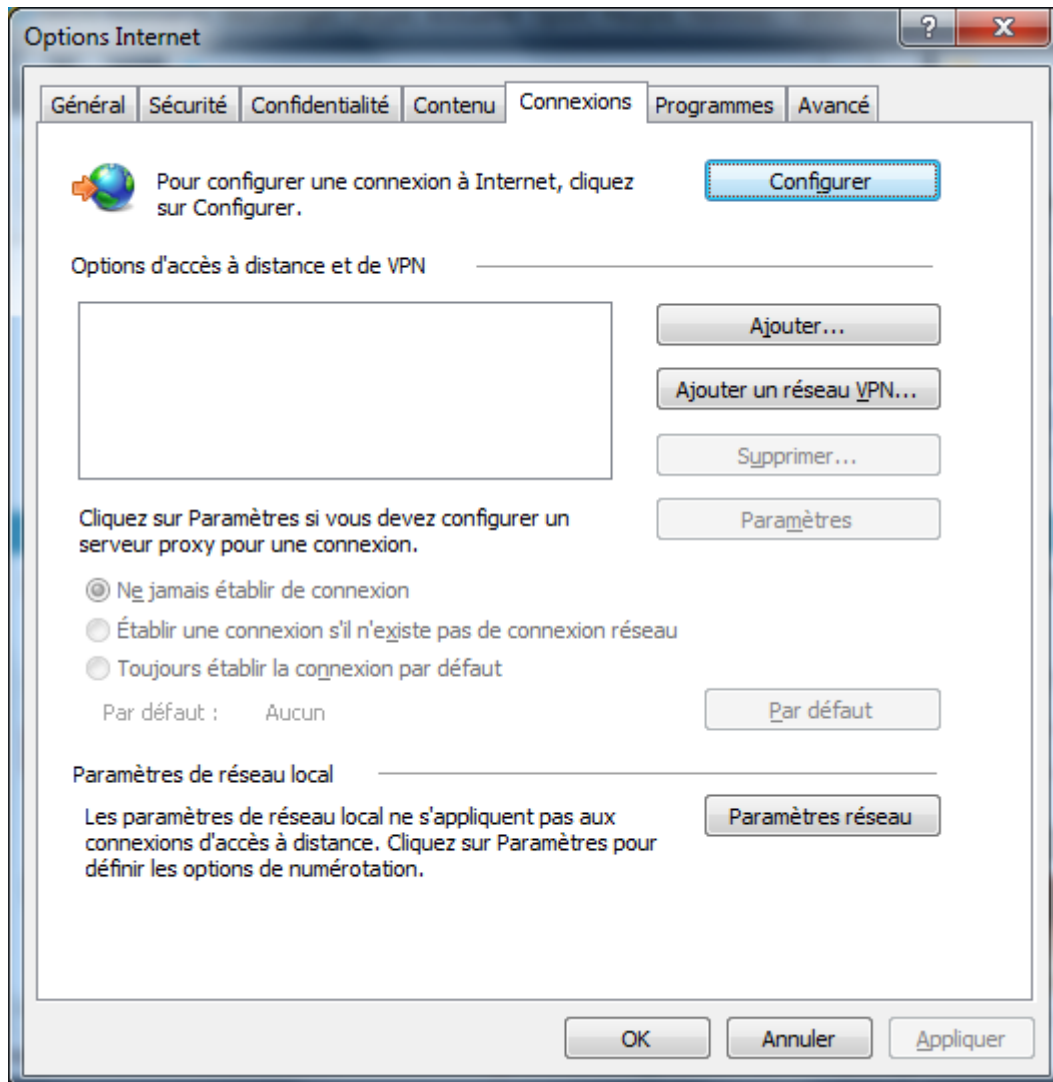 Options Internet
?
Général Sécurité Confidentialité Contenu Connexions Programmes Avancé
Pour configurer une connexion à Internet, cliquez
sur Configurer.
Configurer
Options d'accès à distance et de VPN
Ajouter...
Ajouter un réseau VPN...
Supprimer...
Cliquez sur Paramètres si vous devez configurer un
serveur proxy pour une connexion.
Paramètres
Ne jamais établir de connexion
Établir une connexion s'il n'existe pas de connexion réseau
Toujours établir la connexion par défaut
Par défaut : Aucun
Par défaut
Paramètres de réseau local
Les paramètres de réseau local ne s'appliquent pas aux
connexions d'accès à distance. Cliquez sur Paramètres pour
définir les options de numérotation.
Paramètres réseau
OK Annuler Appliquer